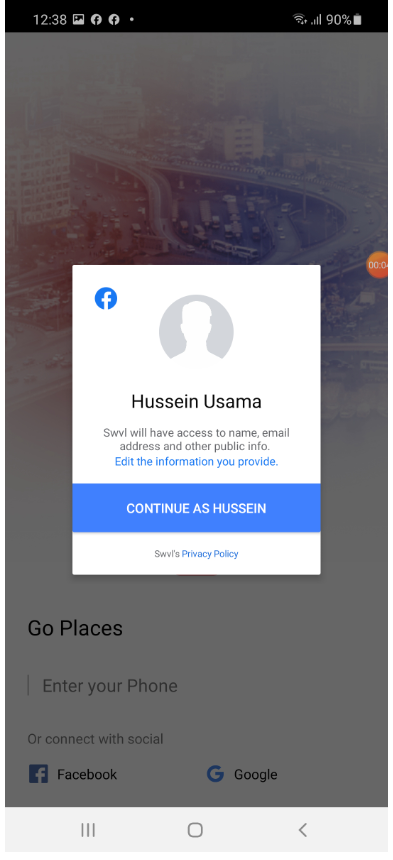 12:38
90%
00:04
Hussein Usama
Swvl will have access to name, email
address and other public info.
Edit the information you provide.
CONTINUE AS HUSSEIN
Swvl's Privacy Policy
Go Places
Enter your Phone
Or connect with social
Facebook
Google